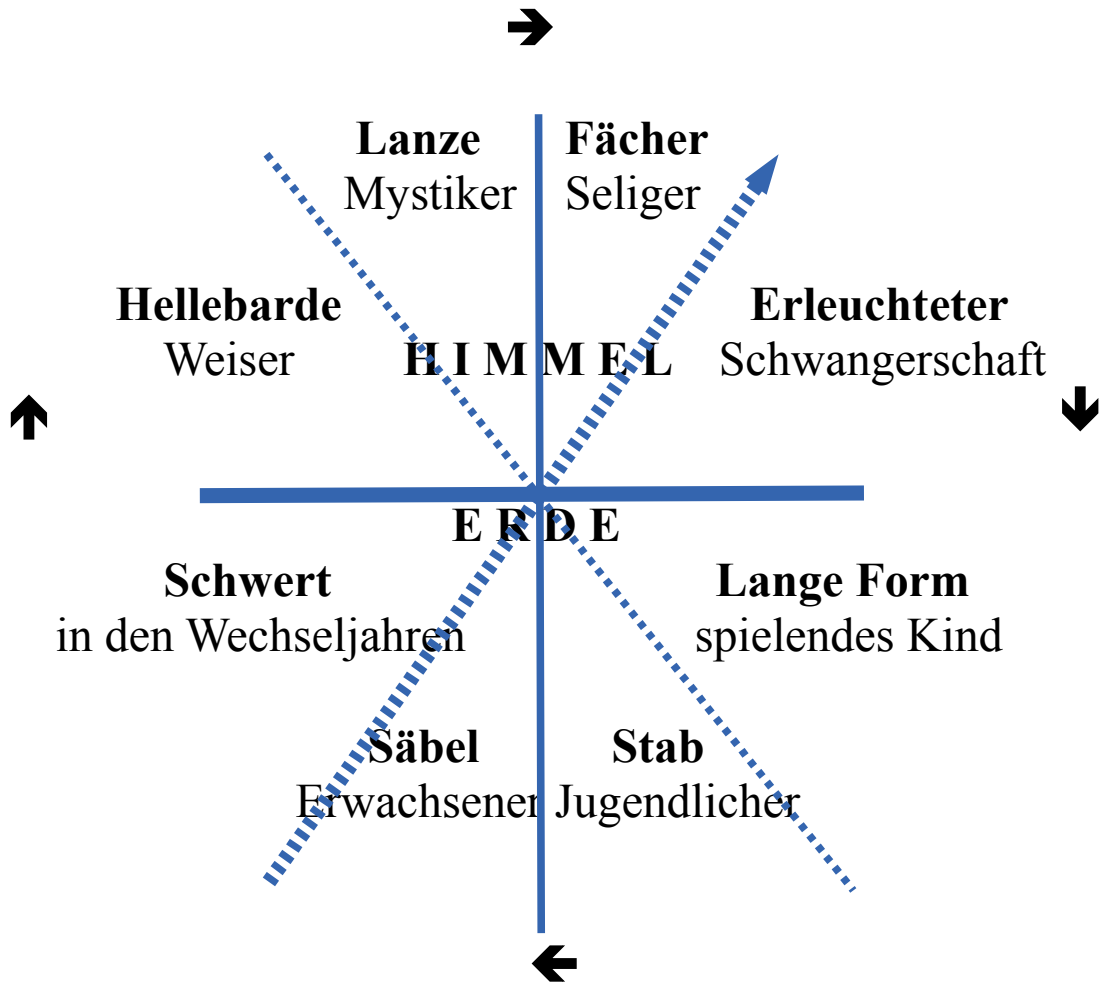 Lanze
Mystiker
Fächer
Seliger
Hellebarde
Weiser
HIMMEL
Erleuchteter
Schwangerschaft
ERDE
Schwert
in den Wechseljahren
Lange Form
spielendes Kind
Säbel
Erwachsener
Stab
Jugendlicher